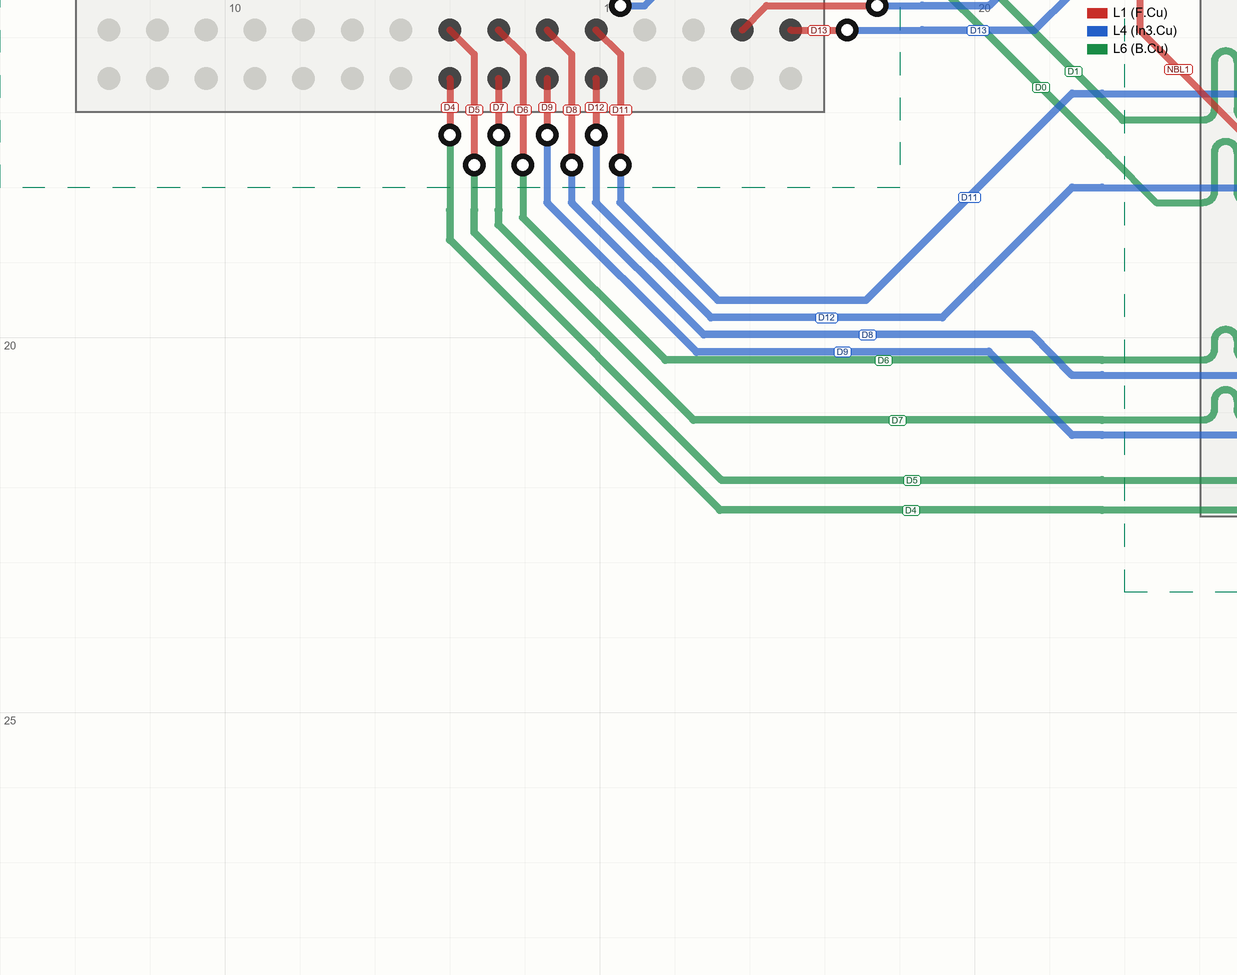 10
1
20
L1 (F.Cu)
D13
D13
L4 (In3.Cu)
L6 (B.Cu)
NBL1
D1
D0
D4
D5
D7
D6
D9
D8
D12
D11
D11
D12
D8
20
D9
D6
D7
D5
D4
25